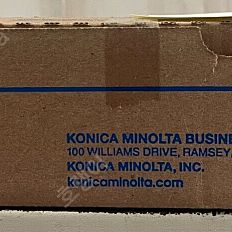 KONICA MINOLTA BUSINE
100 WILLIAMS DRIVE, RAMSEY,
KONICA MINOLTA, INC.
konicaminolta.com